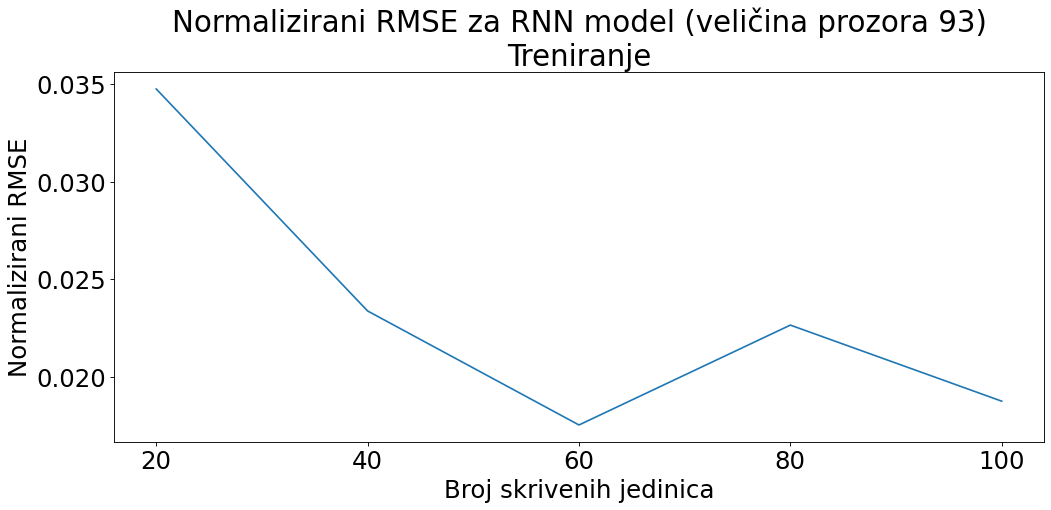 Normalizirani RMSE za RNN model (veličina prozora 93)
Treniranje
Normalizirani RMSE
0.035
0.030
0.025
0.020
20 40 60 80 100
Broj skrivenih jedinica